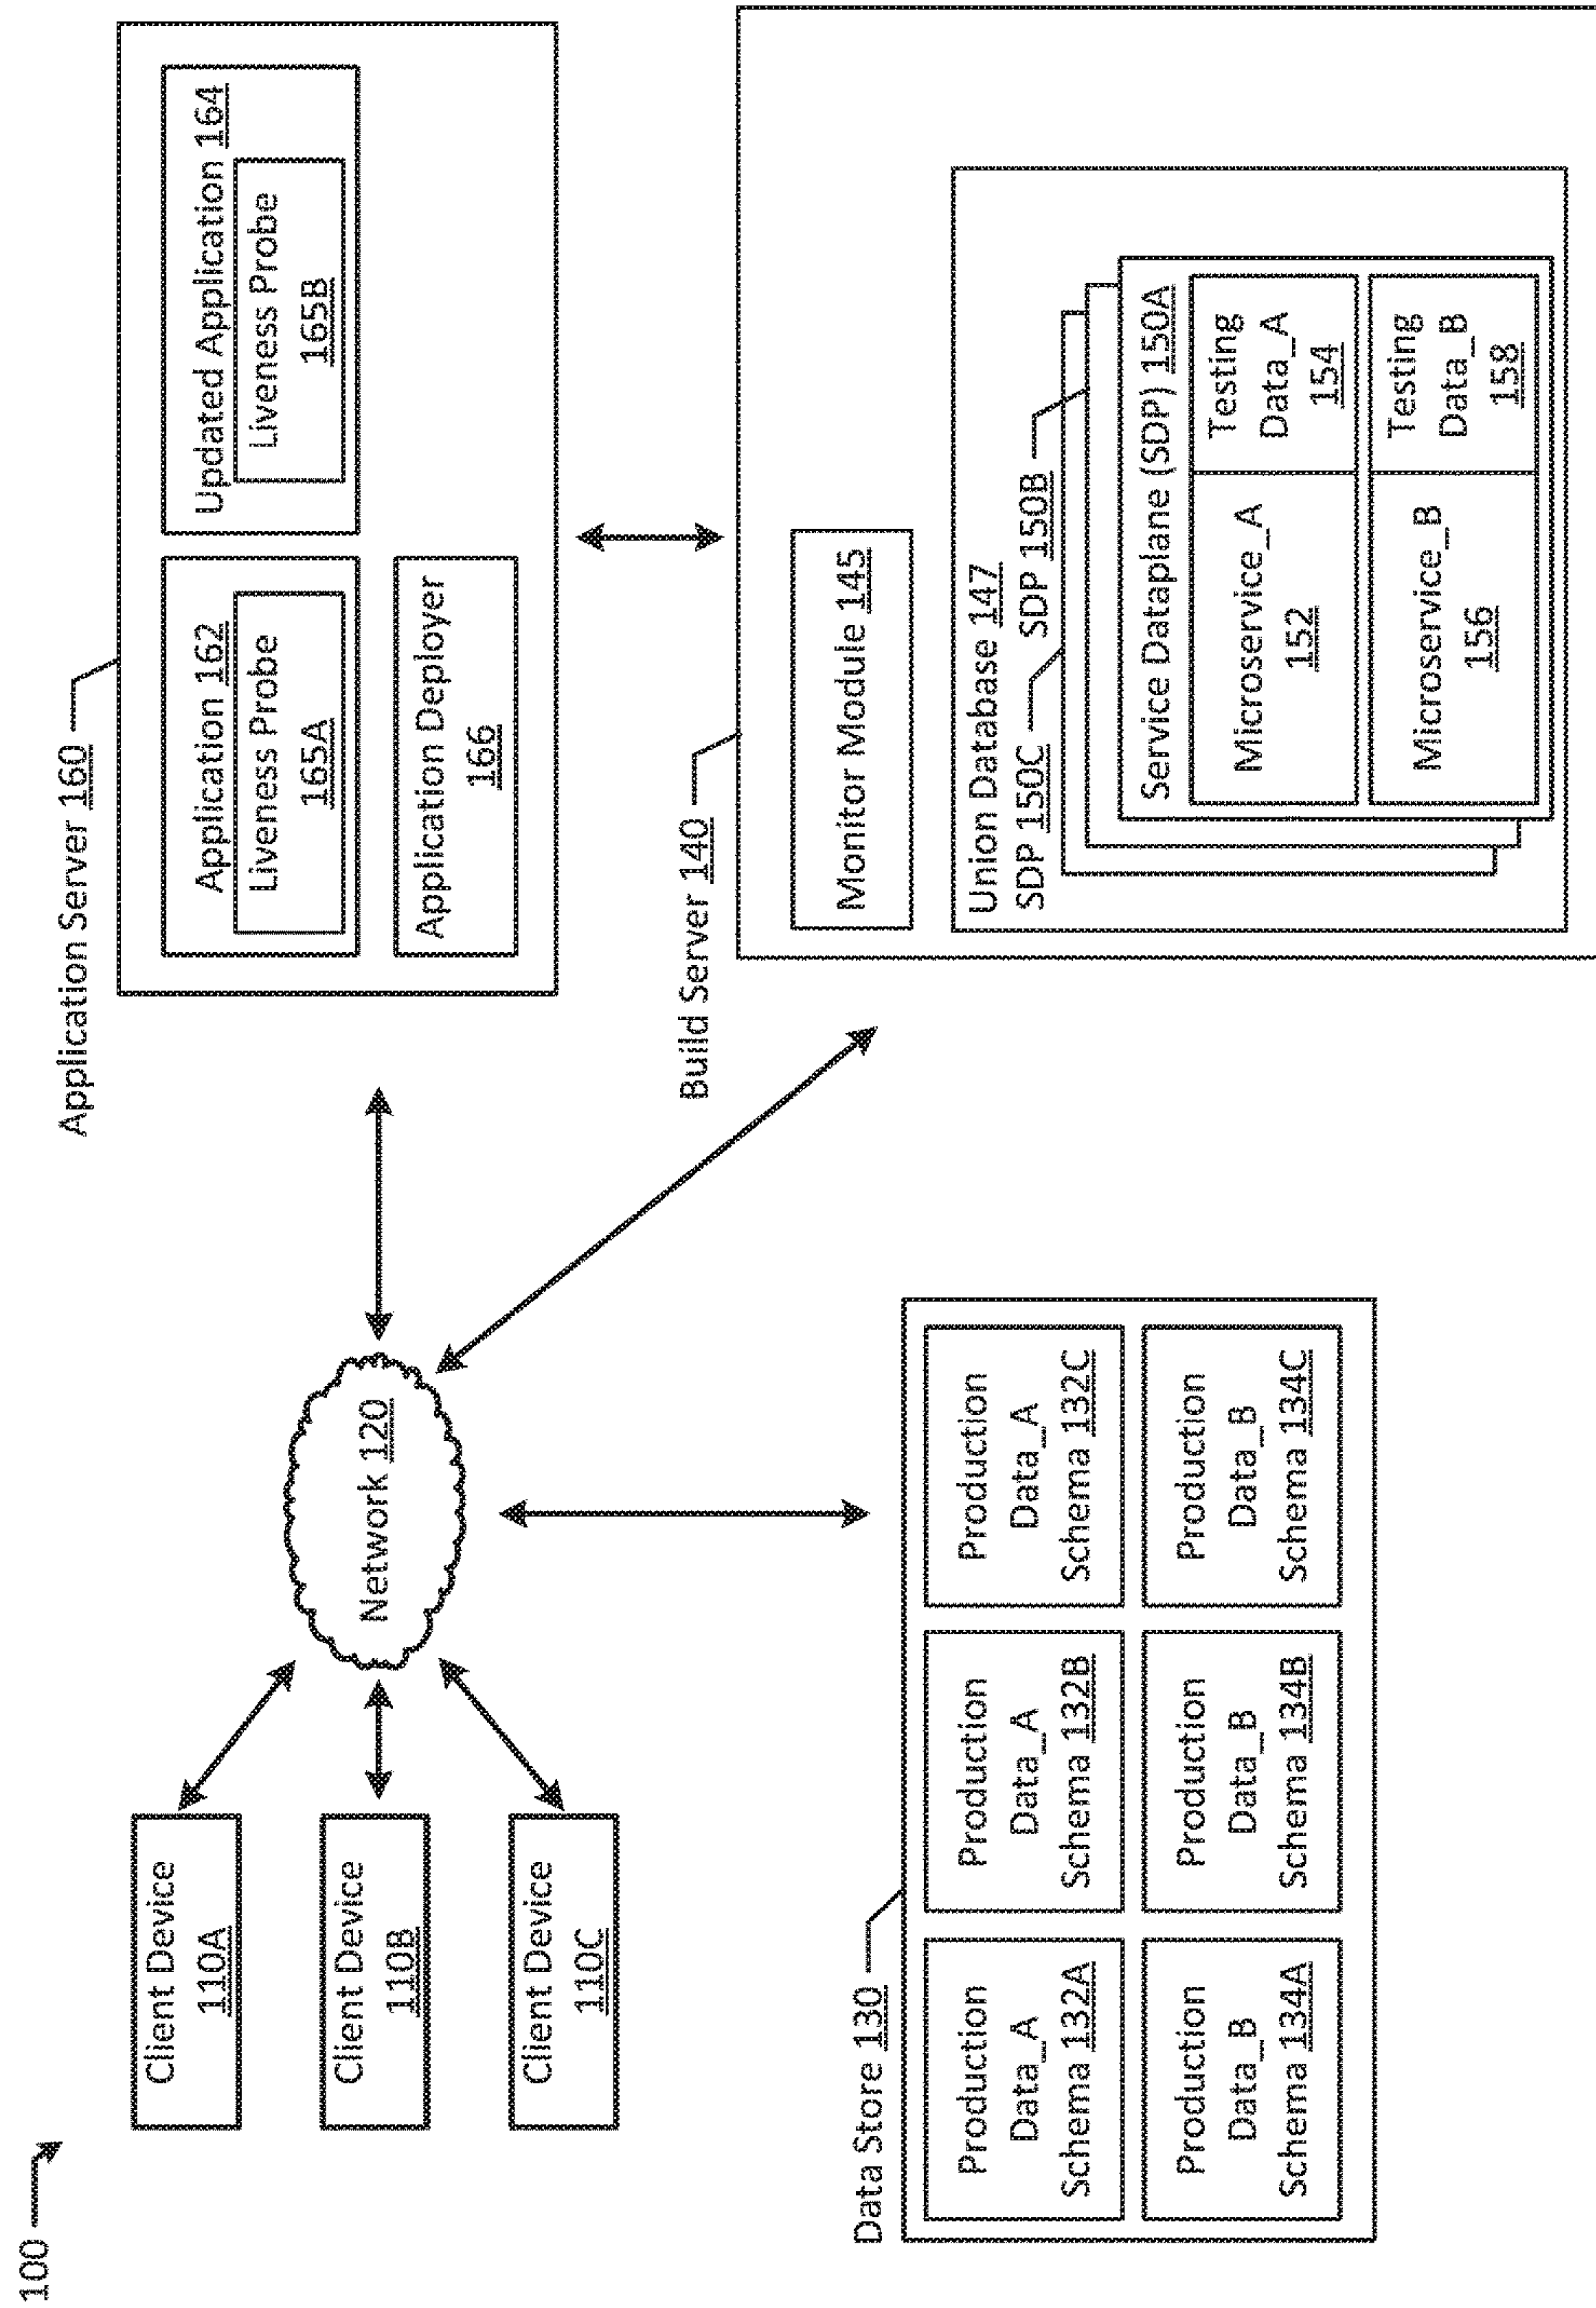 100
Client Device
110A
Client Device
110B
Client Device
110C
Network 120
Application Server 160
Application 162
Liveness Probe
165A
Updated Application 164
Liveness Probe
165B
Application Deployer
166
Data Store 130
Production
Data_A
Schema 132A
Production
Data_A
Schema 132B
Production
Data_A
Schema 132C
Production
Data_B
Schema 134A
Production
Data_B
Schema 134B
Production
Data_B
Schema 134C
Build Server 140
Monitor Module 145
Union Database 147
SDP 150C
SDP 150B
Service Dataplane (SDP) 150A
Microservice_A
152
Testing
Data_A
154
Microservice_B
156
Testing
Data_B
158